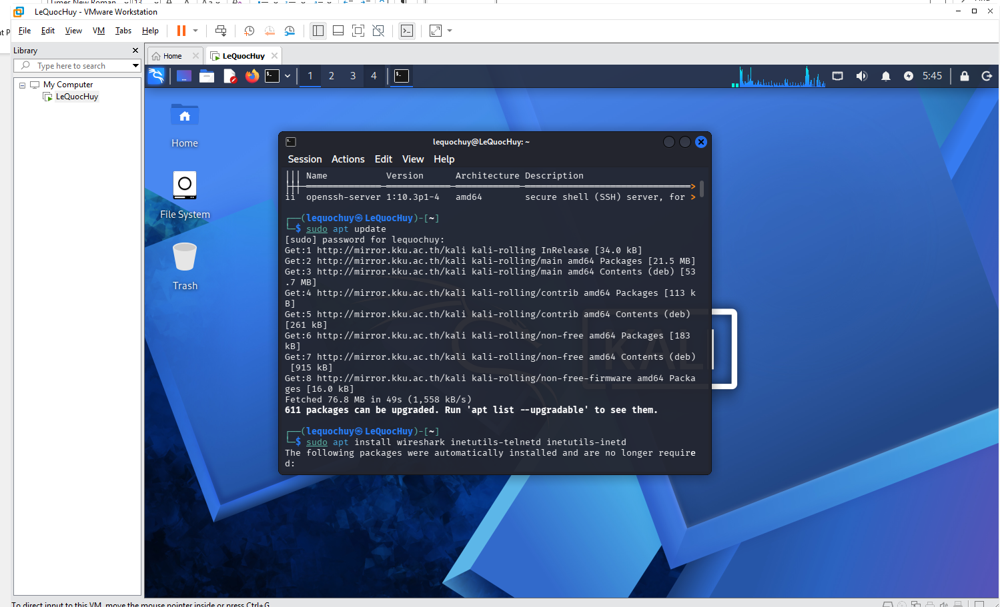 Times New Roman
13
LeQuocHuy - VMware Workstation
File Edit View VM Tabs Help
Library
Type here to search
My Computer
LeQuocHuy
Home
LeQuocHuy
1 2 3 4
5:45
Home
File System
Trash
lequochuy@LeQuocHuy: ~
Session Actions Edit View Help
||| Name Version Architecture Description
ii openssh-server 1:10.3p1-4 amd64 secure shell (SSH) server, for >
┌──(lequochuy㉿LeQuocHuy)-[~]
└─$ sudo apt update
[sudo] password for lequochuy:
Get:1 http://mirror.kku.ac.th/kali kali-rolling InRelease [34.0 kB]
Get:2 http://mirror.kku.ac.th/kali kali-rolling/main amd64 Packages [21.5 MB]
Get:3 http://mirror.kku.ac.th/kali kali-rolling/main amd64 Contents (deb) [53
.7 MB]
Get:4 http://mirror.kku.ac.th/kali kali-rolling/contrib amd64 Packages [113 k
B]
Get:5 http://mirror.kku.ac.th/kali kali-rolling/contrib amd64 Contents (deb)
[261 kB]
Get:6 http://mirror.kku.ac.th/kali kali-rolling/non-free amd64 Packages [183
kB]
Get:7 http://mirror.kku.ac.th/kali kali-rolling/non-free amd64 Contents (deb)
[915 kB]
Get:8 http://mirror.kku.ac.th/kali kali-rolling/non-free-firmware amd64 Packa
ges [16.0 kB]
Fetched 76.8 MB in 49s (1,558 kB/s)
611 packages can be upgraded. Run 'apt list --upgradable' to see them.
┌──(lequochuy㉿LeQuocHuy)-[~]
└─$ sudo apt install wireshark inetutils-telnetd inetutils-inetd
The following packages were automatically installed and are no longer require
d:
KALI
To direct input to this VM, move the mouse pointer inside or press Ctrl+G.